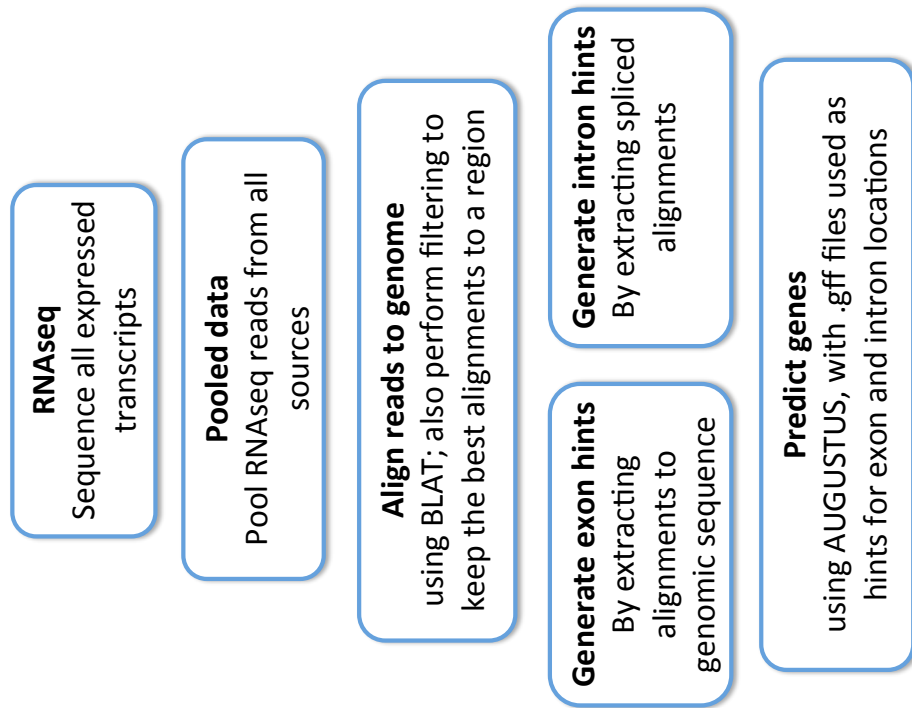 RNAseq
Sequence all expressed
transcripts
Pooled data
Pool RNAseq reads from all
sources
Align reads to genome
using BLAT; also perform filtering to
keep the best alignments to a region
Generate exon hints
By extracting
alignments to
genomic sequence
Generate intron hints
By extracting spliced
alignments
Predict genes
using AUGUSTUS, with .gff files used as
hints for exon and intron locations